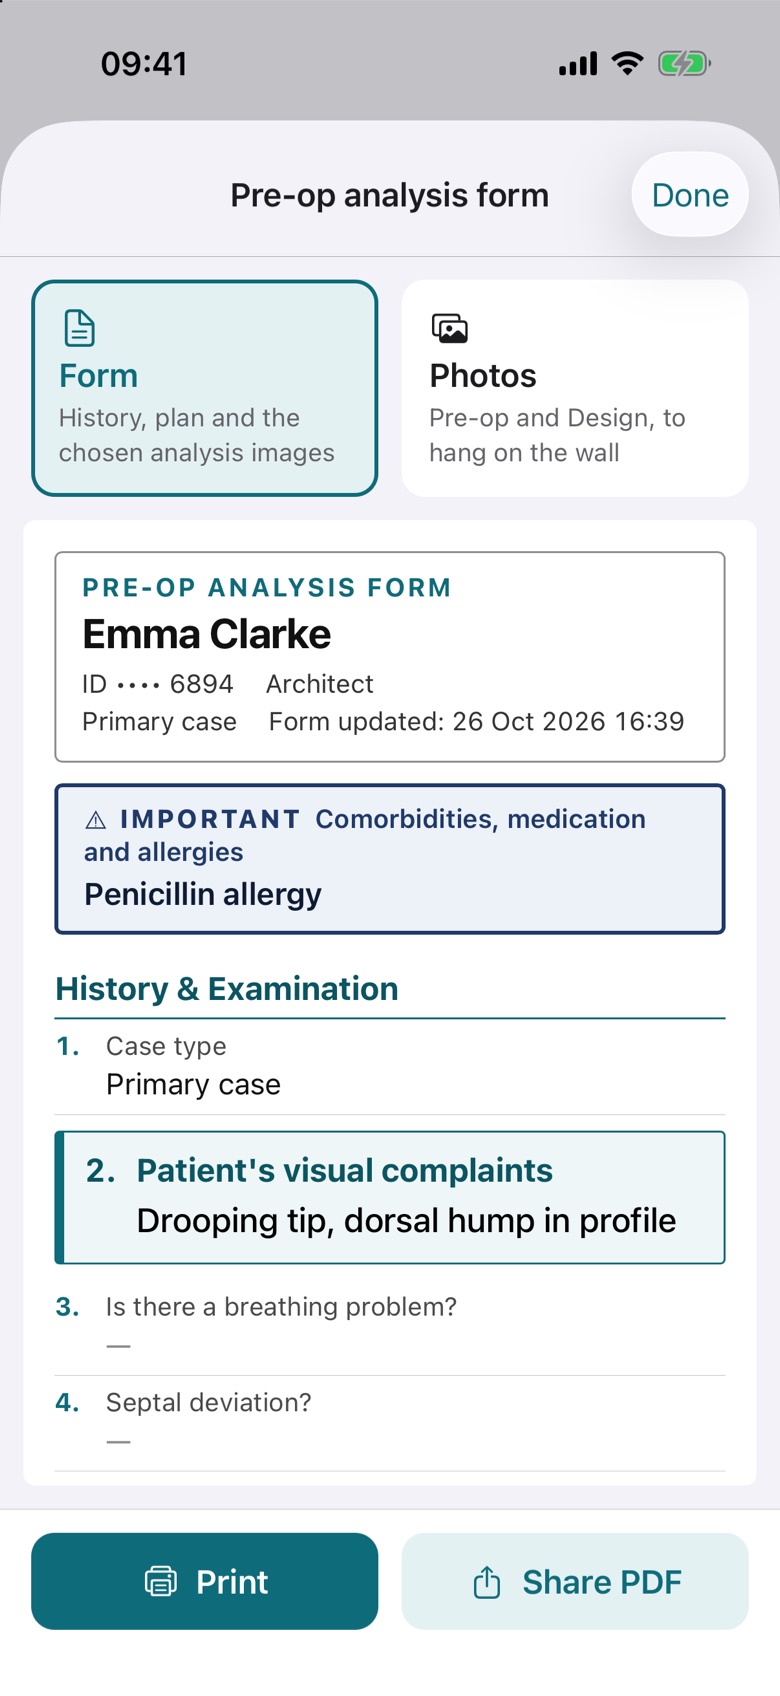 09:41
Pre-op analysis form
Done
Form
History, plan and the
chosen analysis images
Photos
Pre-op and Design, to
hang on the wall
PRE-OP ANALYSIS FORM
Emma Clarke
ID •••• 6894 Architect
Primary case Form updated: 26 Oct 2026 16:39
⚠ IMPORTANT Comorbidities, medication
and allergies
Penicillin allergy
History & Examination
1. Case type
Primary case
2. Patient's visual complaints
Drooping tip, dorsal hump in profile
3. Is there a breathing problem?
—
4. Septal deviation?
—
Print
Share PDF